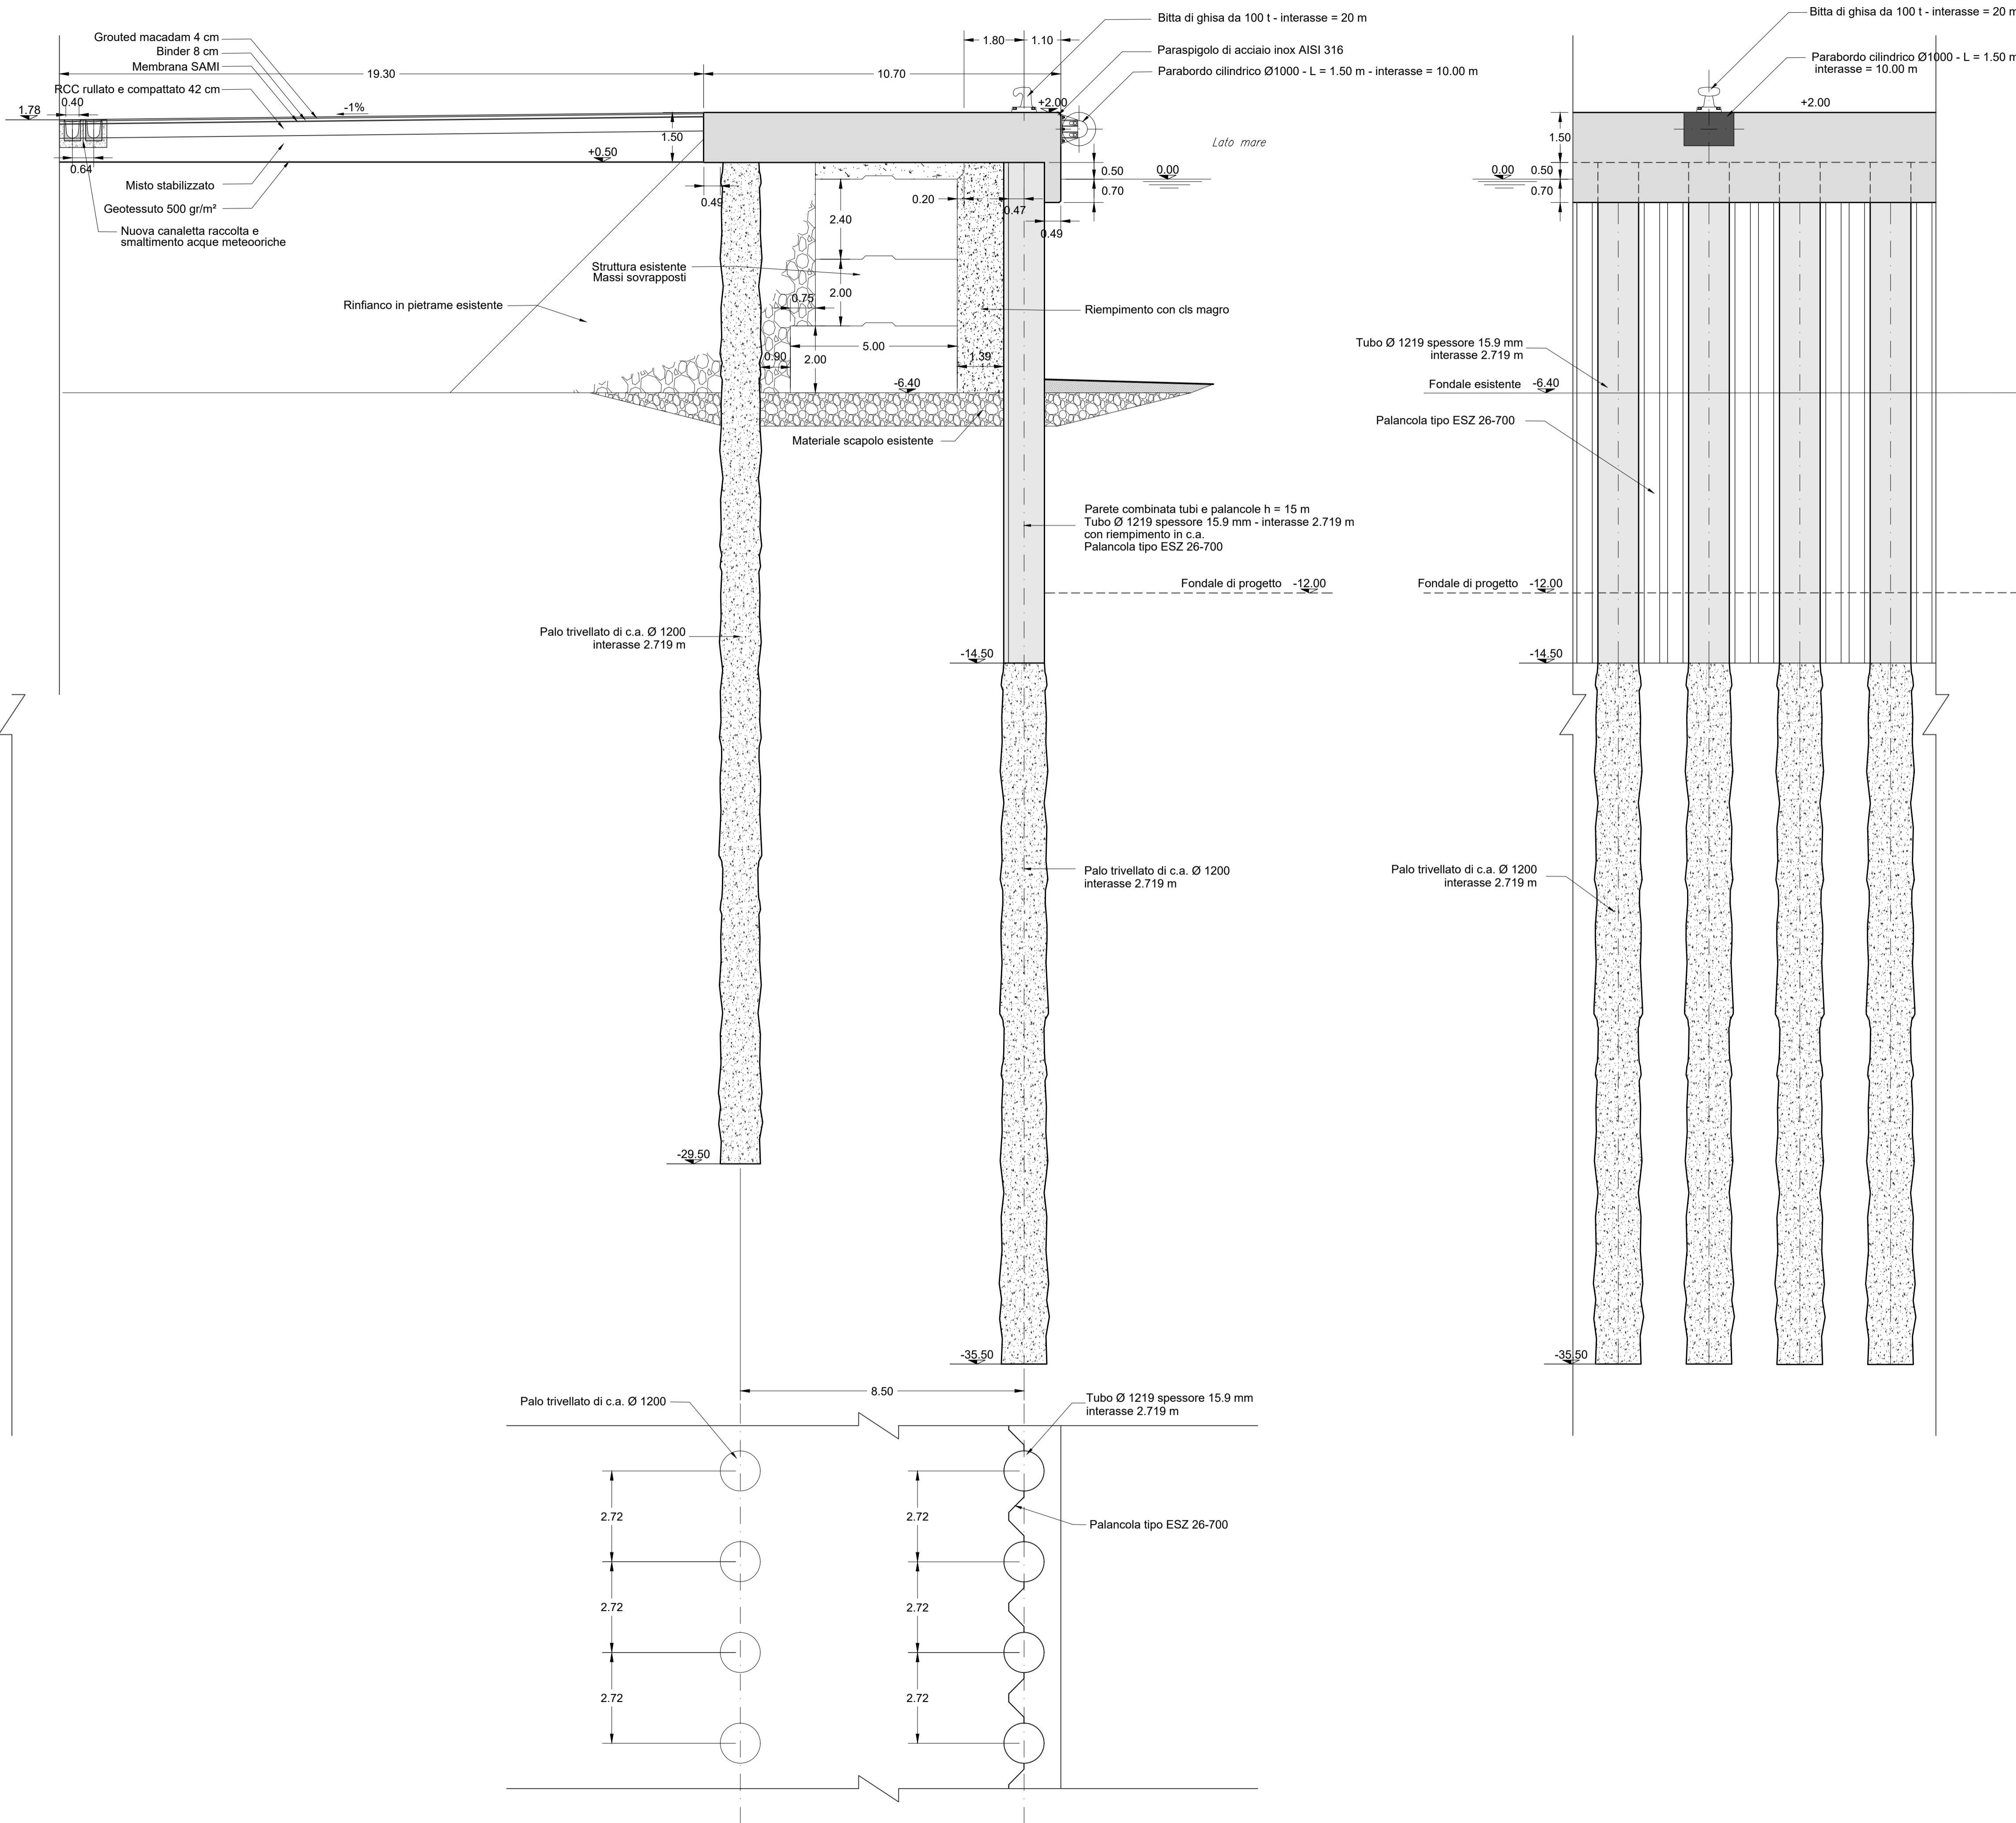 Bitta di ghisa da 100 t - interasse = 20 m
Paraspigolo di acciaio inox AISI 316
Parabordo cilindrico Ø1000 - L = 1.50 m - interasse = 10.00 m
1.80
1.10
Grouted macadam 4 cm
Binder 8 cm
Membrana SAMI
RCC rullato e compattato 42 cm
19.30
10.70
0.40
1.78
-1%
+2.00
1.50
+0.50
0.64
Misto stabilizzato
Geotessuto 500 gr/m²
Nuova canaletta raccolta e
smaltimento acque meteooriche
Lato mare
0.50
0.00
0.70
0.49
0.20
0.47
0.49
2.40
Struttura esistente
Massi sovrapposti
2.00
0.75
Rinfianco in pietrame esistente
Riempimento con cls magro
5.00
0.90
2.00
1.39
-6.40
Materiale scapolo esistente
Parete combinata tubi e palancole h = 15 m
Tubo Ø 1219 spessore 15.9 mm - interasse 2.719 m
con riempimento in c.a.
Palancola tipo ESZ 26-700
Fondale di progetto -12.00
Palo trivellato di c.a. Ø 1200
interasse 2.719 m
-14.50
Palo trivellato di c.a. Ø 1200
interasse 2.719 m
-29.50
-35.50
8.50
Palo trivellato di c.a. Ø 1200
Tubo Ø 1219 spessore 15.9 mm
interasse 2.719 m
2.72
2.72
Palancola tipo ESZ 26-700
2.72
2.72
2.72
2.72
Bitta di ghisa da 100 t - interasse = 20 m
Parabordo cilindrico Ø1000 - L = 1.50 m
interasse = 10.00 m
+2.00
1.50
0.00
0.50
0.70
Tubo Ø 1219 spessore 15.9 mm
interasse 2.719 m
Fondale esistente -6.40
Palancola tipo ESZ 26-700
Fondale di progetto -12.00
-14.50
Palo trivellato di c.a. Ø 1200
interasse 2.719 m
-35.50